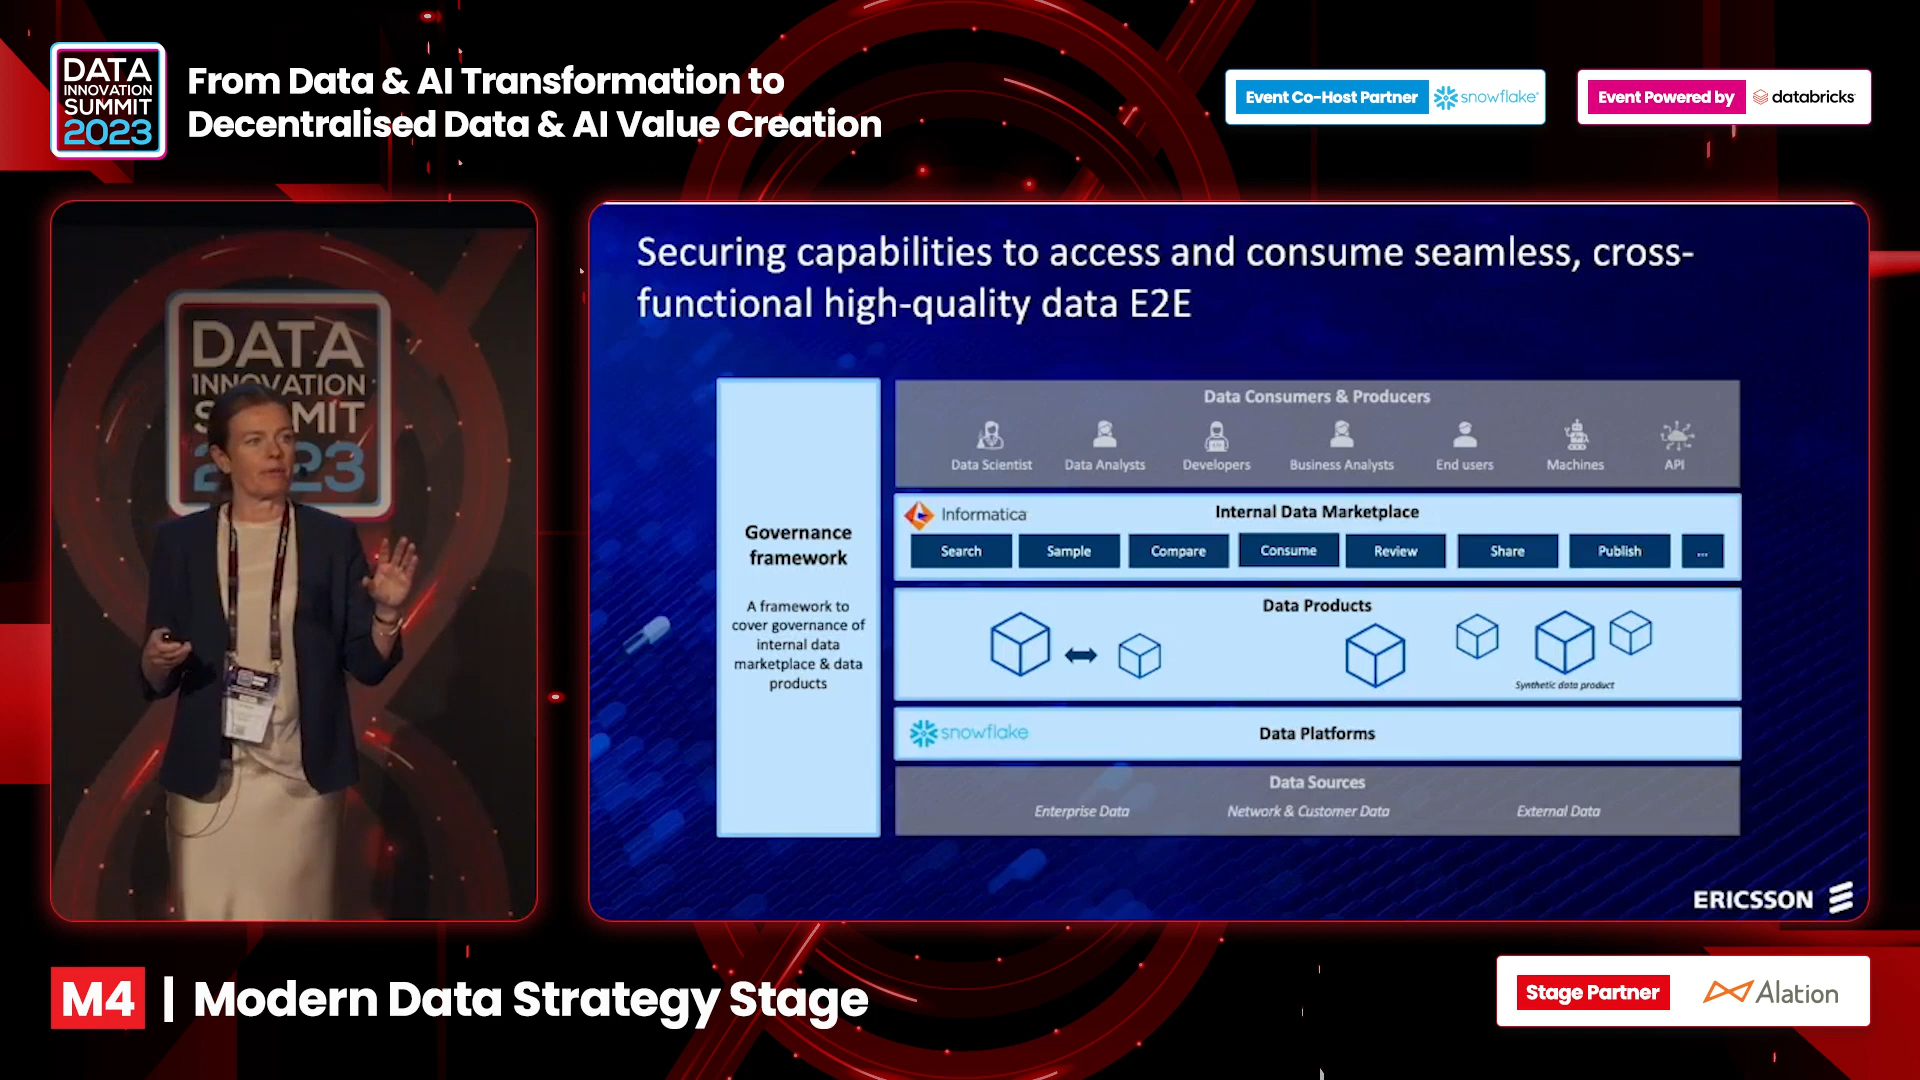 DATA
INNOVATION
SUMMIT
2023
From Data & AI Transformation to
Decentralised Data & AI Value Creation
Event Co-Host Partner
snowflake
Event Powered by
databricks
DATA
INNOVATION
SUMMIT
2023
Securing capabilities to access and consume seamless, cross-
functional high-quality data E2E
Governance
framework
A framework to
cover governance of
internal data
marketplace & data
products
Data Consumers & Producers
Data Scientist
Data Analysts
Developers
Business Analysts
End users
Machines
API
Informatica
Internal Data Marketplace
Search
Sample
Compare
Consume
Review
Share
Publish
...
Data Products
Synthetic data product
snowflake
Data Platforms
Data Sources
Enterprise Data
Network & Customer Data
External Data
ERICSSON
M4 | Modern Data Strategy Stage
Stage Partner
Alation